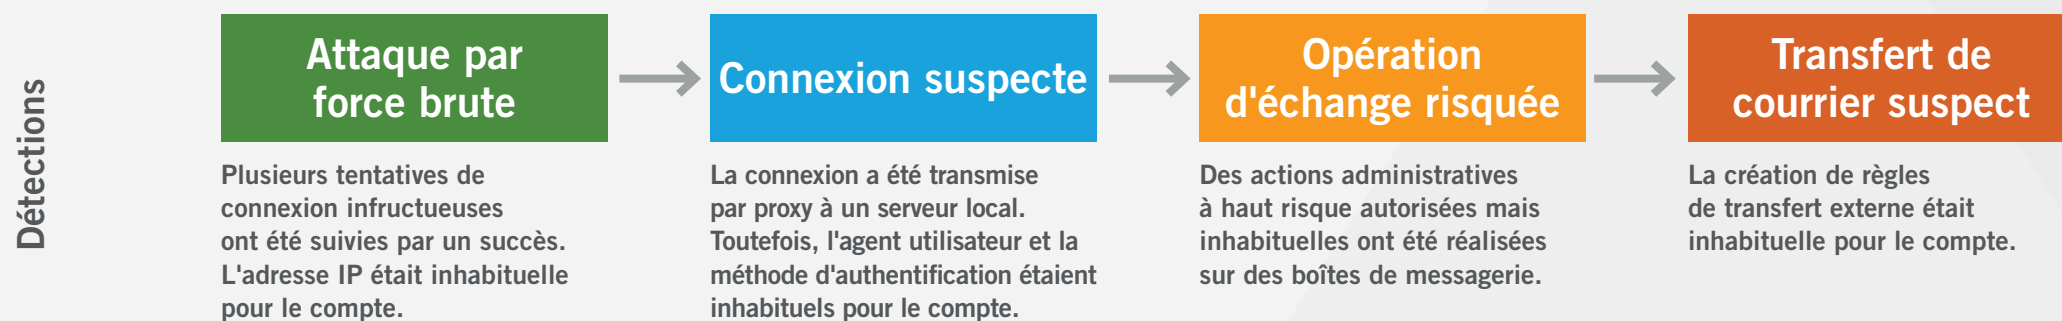 Détections
Attaque par
force brute
Plusieurs tentatives de
connexion infructueuses
ont été suivies par un succès.
L'adresse IP était inhabituelle
pour le compte.
Connexion suspecte
La connexion a été transmise
par proxy à un serveur local.
Toutefois, l'agent utilisateur et la
méthode d'authentification étaient
inhabituels pour le compte.
Opération
d'échange risquée
Des actions administratives
à haut risque autorisées mais
inhabituelles ont été réalisées
sur des boîtes de messagerie.
Transfert de
courrier suspect
La création de règles
de transfert externe était
inhabituelle pour le compte.